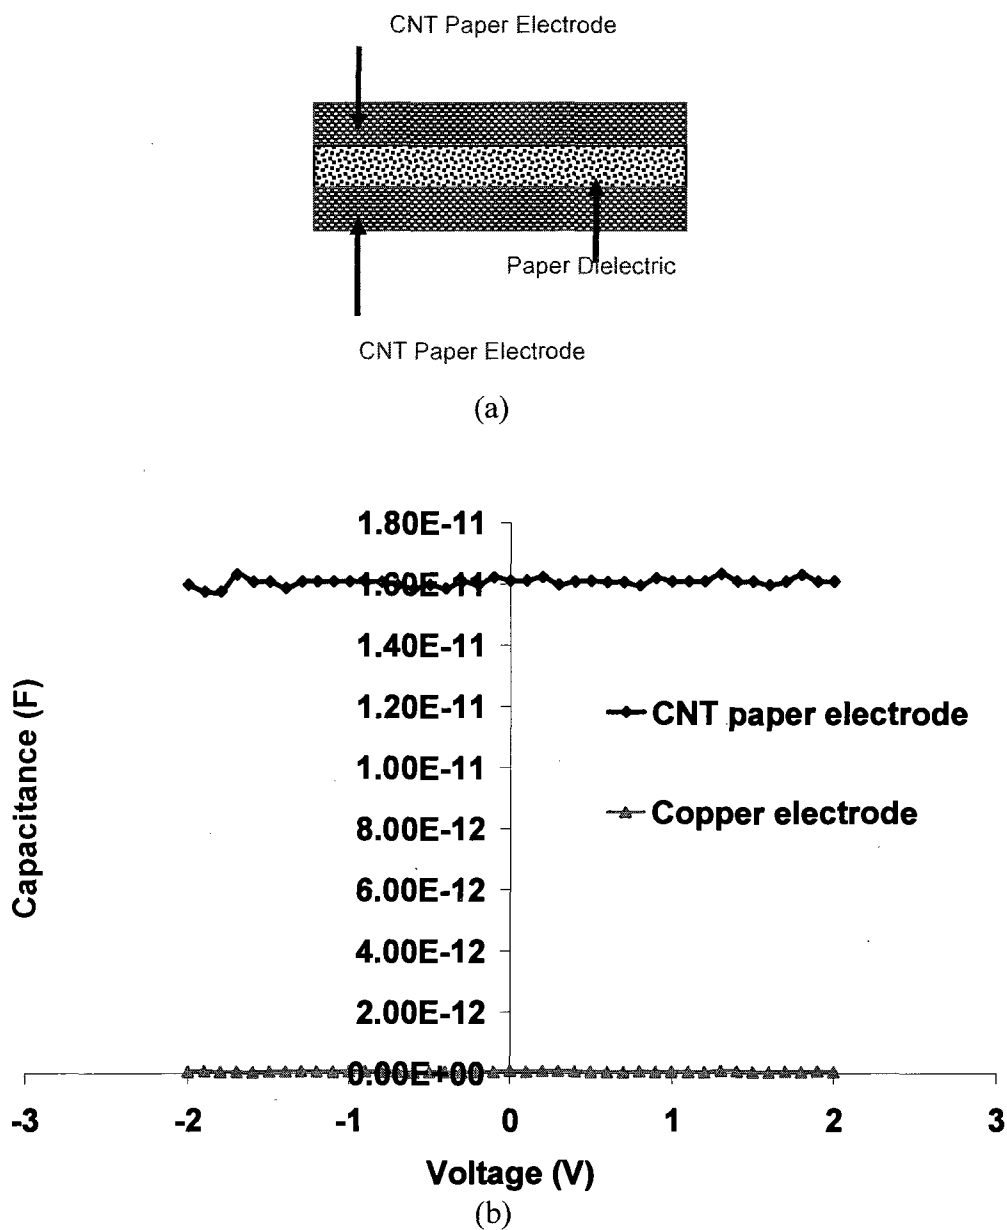 CNT Paper Electrode
Paper Dielectric
CNT Paper Electrode
(a)
1.80E-11
1.60E-11
1.40E-11
1.20E-11
1.00E-11
8.00E-12
6.00E-12
4.00E-12
2.00E-12
0.00E+00
Capacitance (F)
CNT paper electrode
Copper electrode
-3 -2 -1 0 1 2 3
Voltage (V)
(b)